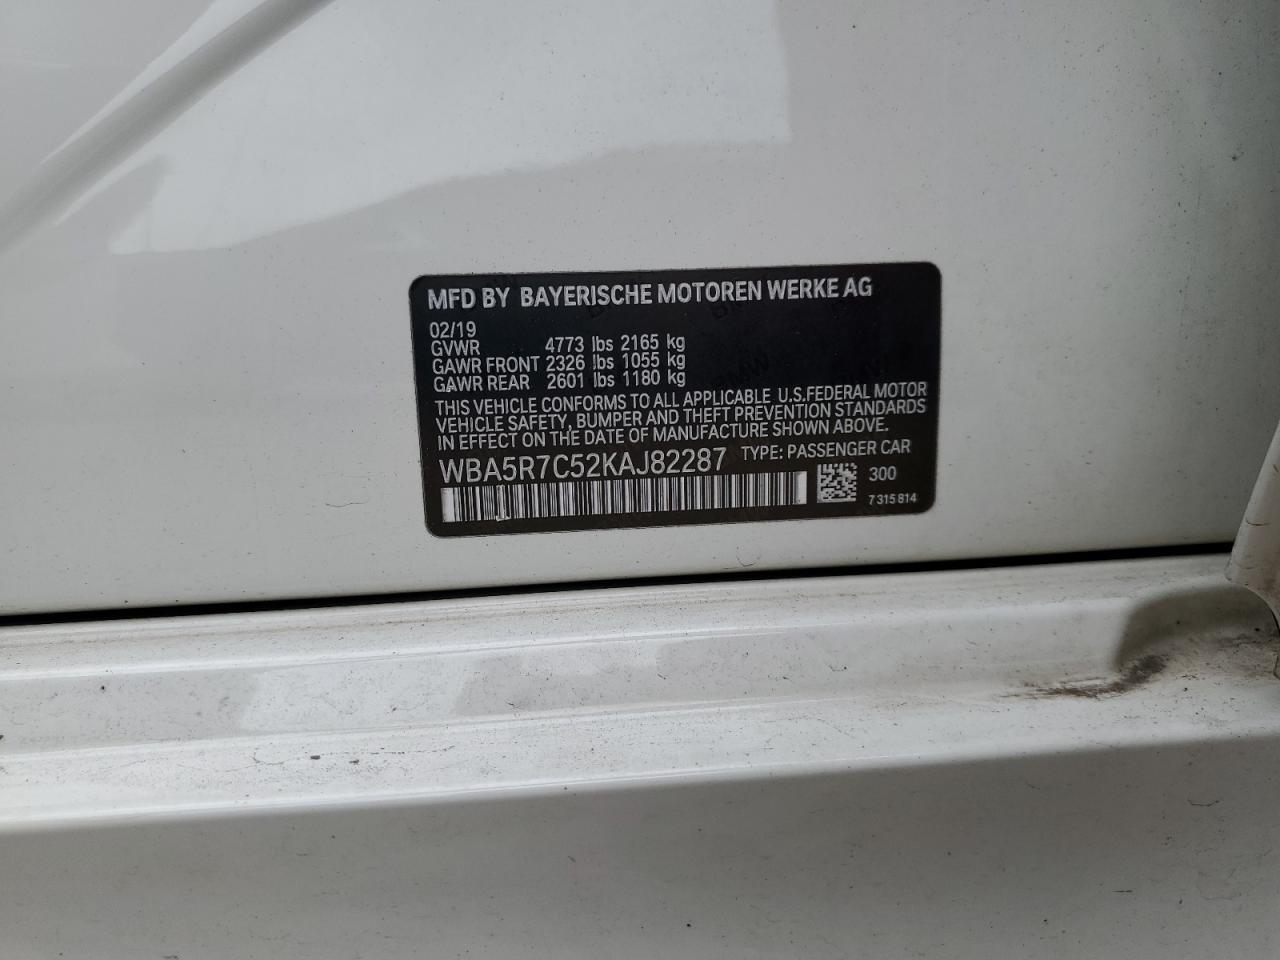 MFD BY BAYERISCHE MOTOREN WERKE AG
02/19
GVWR 4773 lbs 2165 kg
GAWR FRONT 2326 lbs 1055 kg
GAWR REAR 2601 lbs 1180 kg
THIS VEHICLE CONFORMS TO ALL APPLICABLE U.S.FEDERAL MOTOR
VEHICLE SAFETY, BUMPER AND THEFT PREVENTION STANDARDS
IN EFFECT ON THE DATE OF MANUFACTURE SHOWN ABOVE.
WBA5R7C52KAJ82287 TYPE: PASSENGER CAR
300
7 315 814